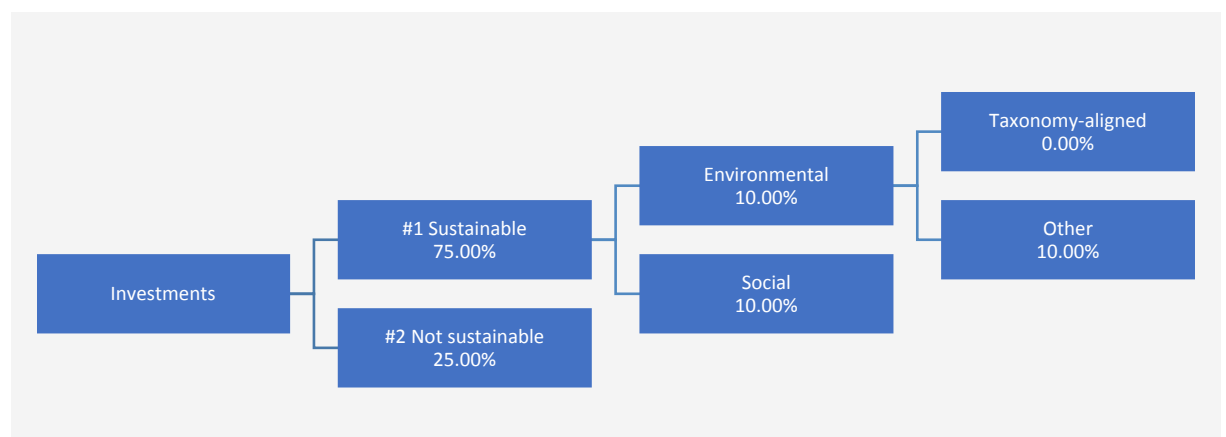 Investments
#1 Sustainable
75.00%
#2 Not sustainable
25.00%
Environmental
10.00%
Social
10.00%
Taxonomy-aligned
0.00%
Other
10.00%